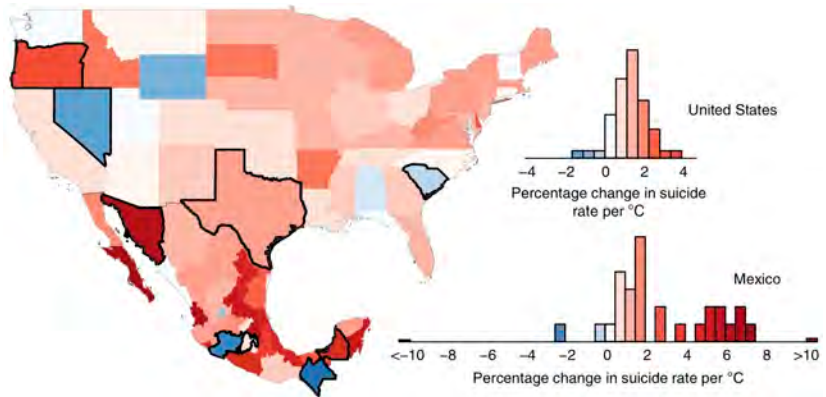 United States
-4 -2 0 2 4
Percentage change in suicide
rate per °C
Mexico
<-10 -8 -6 -4 -2 0 2 4 6 8 >10
Percentage change in suicide rate per °C